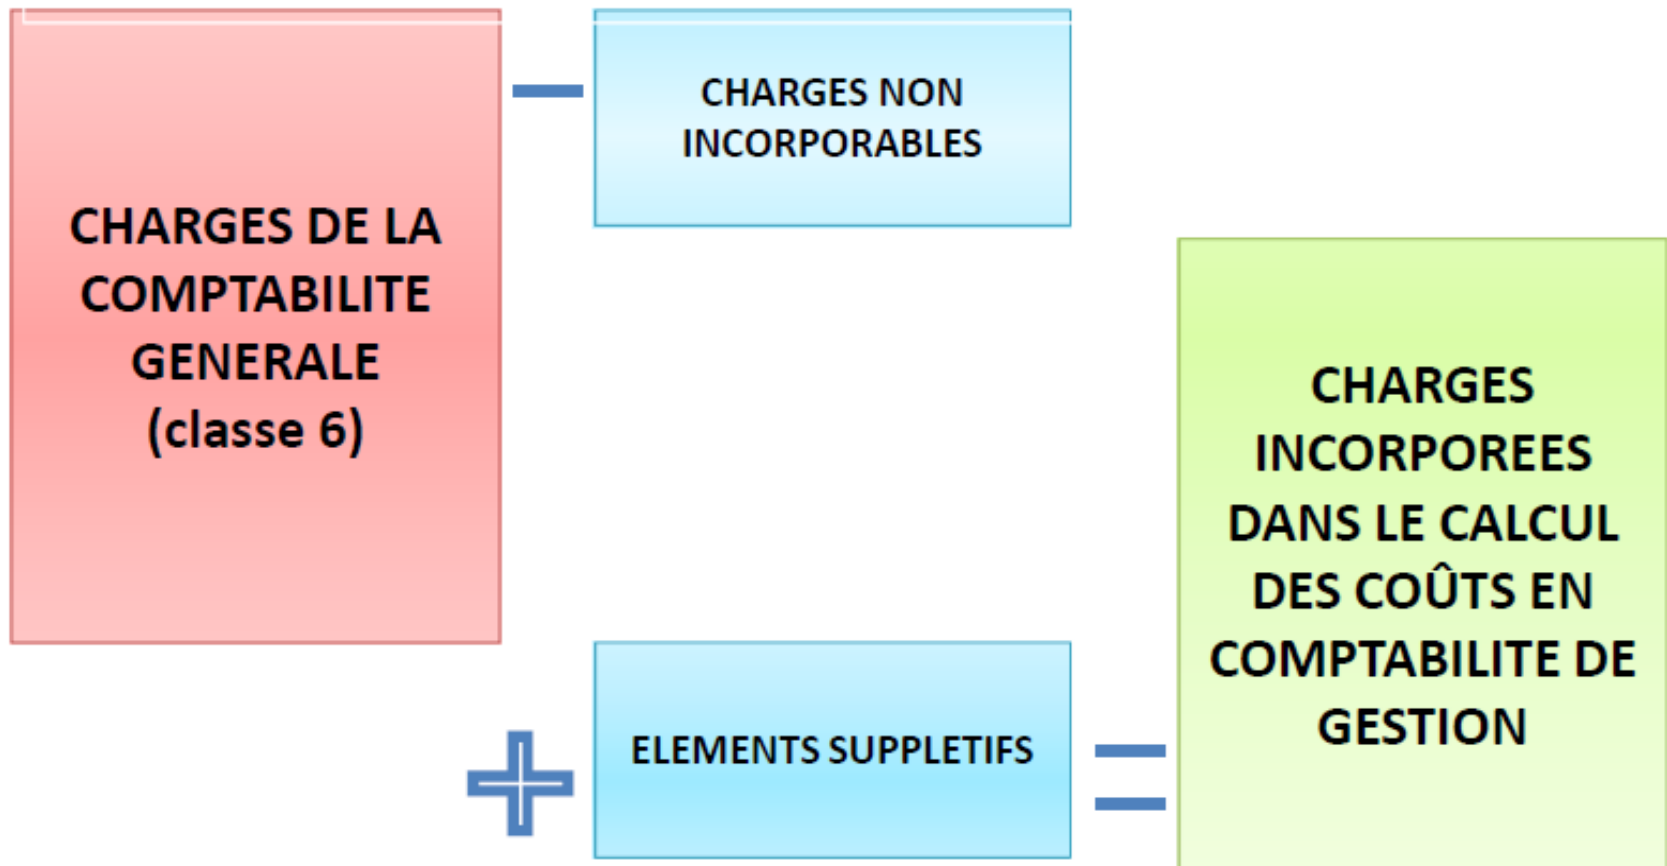 CHARGES DE LA
COMPTABILITE
GENERALE
(classe 6)
CHARGES NON
INCORPORABLES
ELEMENTS SUPPLETIFS
CHARGES
INCORPOREES
DANS LE CALCUL
DES COÛTS EN
COMPTABILITE DE
GESTION